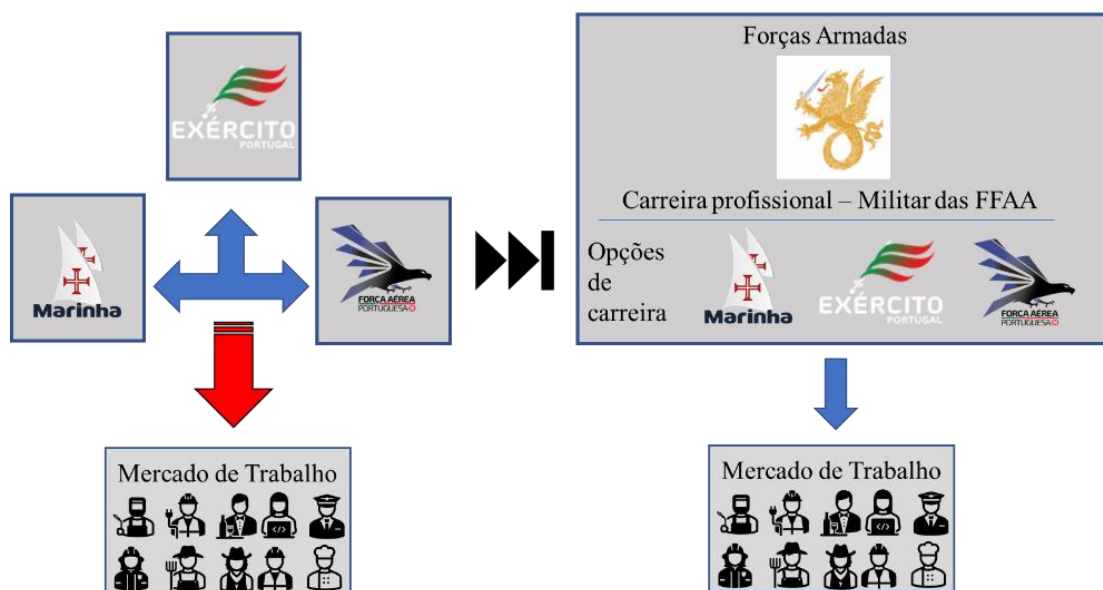 EXÉRCITO
PORTUGAL
Marinha
FORÇA AÉREA
PORTUGUESA
Mercado de Trabalho
</>
Forças Armadas
Carreira profissional – Militar das FFAA
Opções
de
carreira
Marinha
EXÉRCITO
PORTUGAL
FORÇA AÉREA
PORTUGUESA
Mercado de Trabalho
</>